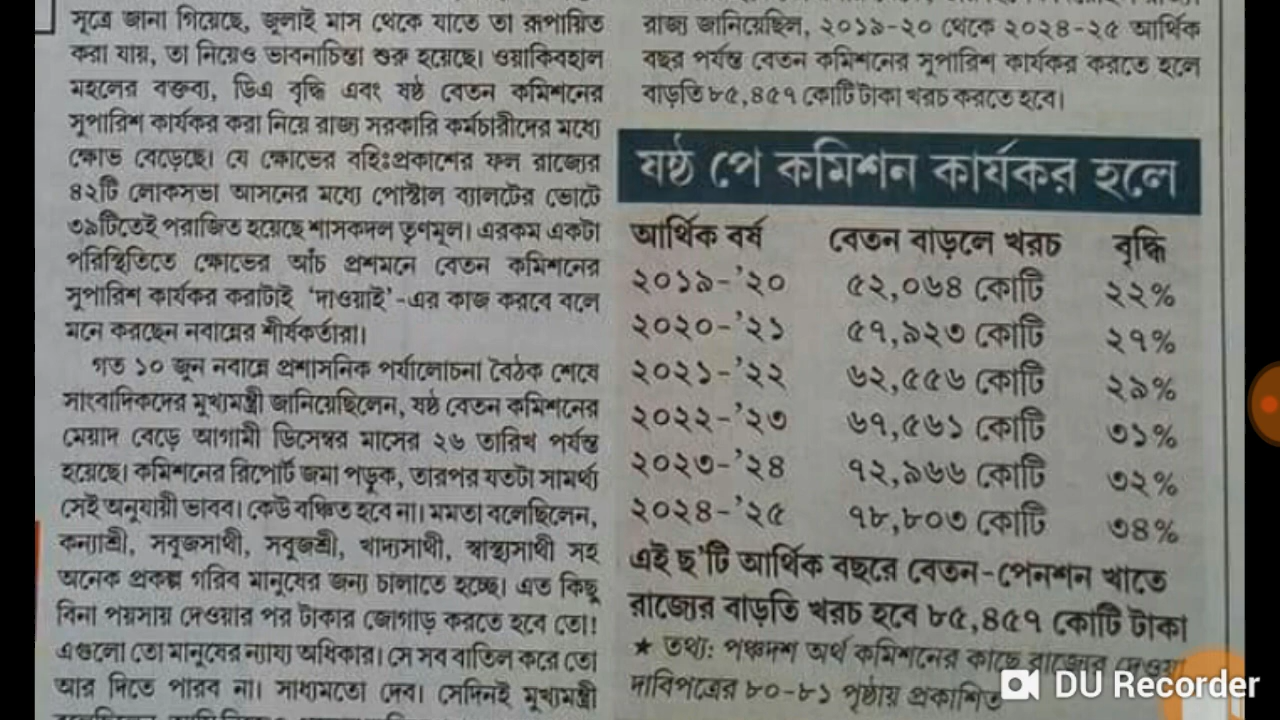 সূত্রে জানা গিয়েছে, জুলাই মাস থেকে যাতে তা রূপায়িত
করা যায়, তা নিয়েও ভাবনাচিন্তা শুরু হয়েছে। ওয়াকিবহাল
মহলের বক্তব্য, ডিএ বৃদ্ধি এবং ষষ্ঠ বেতন কমিশনের
সুপারিশ কার্যকর করা নিয়ে রাজ্য সরকারি কর্মচারীদের মধ্যে
ক্ষোভ বেড়েছে। যে ক্ষোভের বহিঃপ্রকাশের ফল রাজ্যের
৪২টি লোকসভা আসনের মধ্যে পোস্টাল ব্যালটের ভোটে
৩৯টিতেই পরাজিত হয়েছে শাসকদল তৃণমূল। এরকম একটা
পরিস্থিতিতে ক্ষোভের আঁচ প্রশমনে বেতন কমিশনের
সুপারিশ কার্যকর করাটাই ‘দাওয়াই’-এর কাজ করবে বলে
মনে করছেন নবান্নের শীর্ষকর্তারা।
গত ১০ জুন নবান্নে প্রশাসনিক পর্যালোচনা বৈঠক শেষে
সাংবাদিকদের মুখ্যমন্ত্রী জানিয়েছিলেন, ষষ্ঠ বেতন কমিশনের
মেয়াদ বেড়ে আগামী ডিসেম্বর মাসের ২৬ তারিখ পর্যন্ত
হয়েছে। কমিশনের রিপোর্ট জমা পড়ুক, তারপর যতটা সামর্থ্য
সেই অনুযায়ী ভাবব। কেউ বঞ্চিত হবে না। মমতা বলেছিলেন,
কন্যাশ্রী, সবুজসাথী, সবুজশ্রী, খাদ্যসাথী, স্বাস্থ্যসাথী সহ
অনেক প্রকল্প গরিব মানুষের জন্য চালাতে হচ্ছে। এত কিছু
বিনা পয়সায় দেওয়ার পর টাকার জোগাড় করতে হবে তো!
এগুলো তো মানুষের ন্যায্য অধিকার। সে সব বাতিল করে তো
আর দিতে পারব না। সাধ্যমতো দেব। সেদিনই মুখ্যমন্ত্রী
রাজ্য জানিয়েছিল, ২০১৯-২০ থেকে ২০২৪-২৫ আর্থিক
বছর পর্যন্ত বেতন কমিশনের সুপারিশ কার্যকর করতে হলে
বাড়তি ৮৫,৪৫৭ কোটি টাকা খরচ করতে হবে।
ষষ্ঠ পে কমিশন কার্যকর হলে
আর্থিক বর্ষ বেতন বাড়লে খরচ বৃদ্ধি
২০১৯-’২০ ৫২,০৬৪ কোটি ২২%
২০২০-’২১ ৫৭,৯২৩ কোটি ২৭%
২০২১-’২২ ৬২,৫৫৬ কোটি ২৯%
২০২২-’২৩ ৬৭,৫৬১ কোটি ৩১%
২০২৩-’২৪ ৭২,৯৬৬ কোটি ৩২%
২০২৪-’২৫ ৭৮,৮০৩ কোটি ৩৪%
এই ছ’টি আর্থিক বছরে বেতন-পেনশন খাতে
রাজ্যের বাড়তি খরচ হবে ৮৫,৪৫৭ কোটি টাকা
★ তথ্য: পঞ্চদশ অর্থ কমিশনের কাছে রাজ্যের দেওয়া
দাবিপত্রের ৮০-৮১ পৃষ্ঠায় প্রকাশিত
DU Recorder